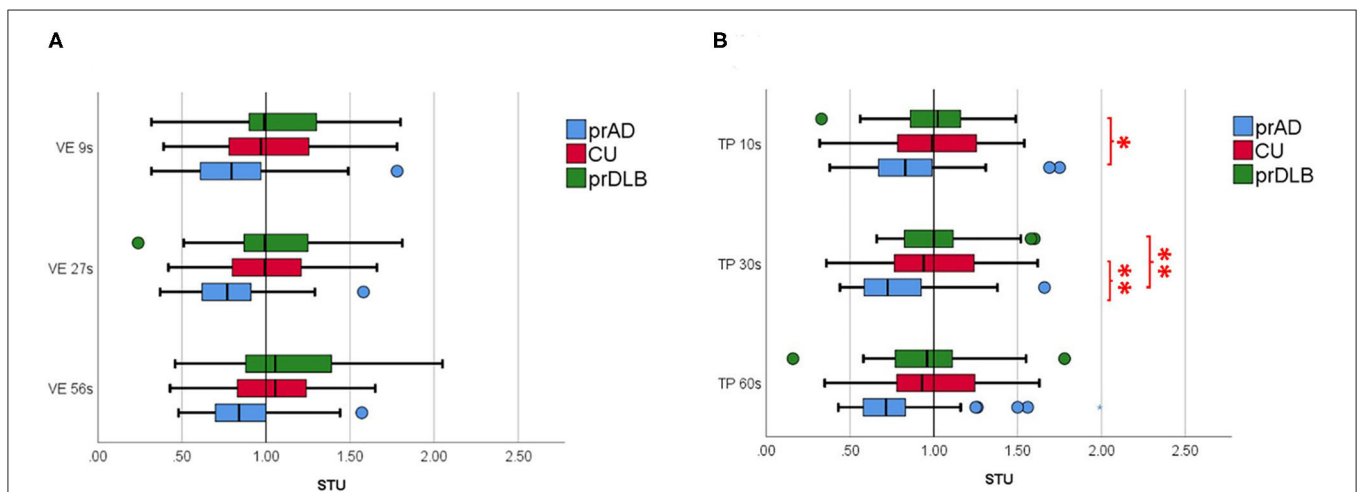 A
VE 9s
VE 27s
VE 56s
.00 .50 1.00 1.50 2.00 2.50
STU
prAD
CU
prDLB
B
TP 10s
TP 30s
TP 60s
*
* *
* *
.00 .50 1.00 1.50 2.00 2.50
STU
prAD
CU
prDLB